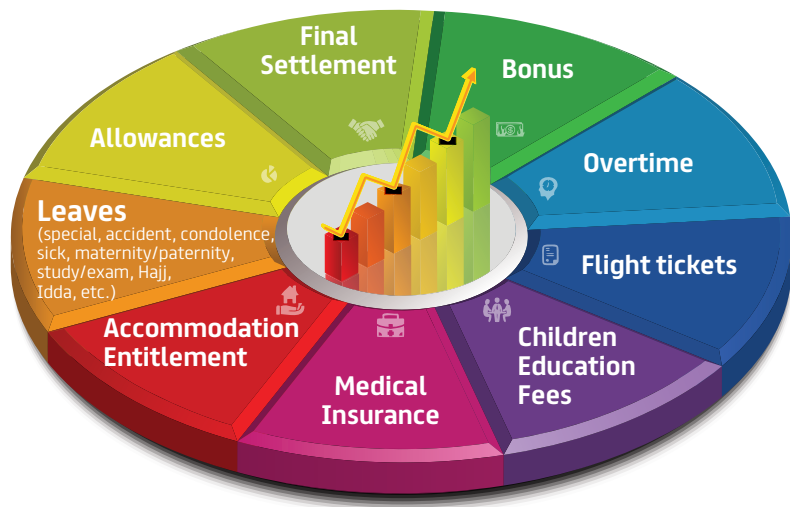 Final
Settlement
Bonus
Overtime
Flight tickets
Children
Education
Fees
Medical
Insurance
Accommodation
Entitlement
Leaves
(special, accident, condolence,
sick, maternity/paternity,
study/exam, Hajj,
Idda, etc.)
Allowances